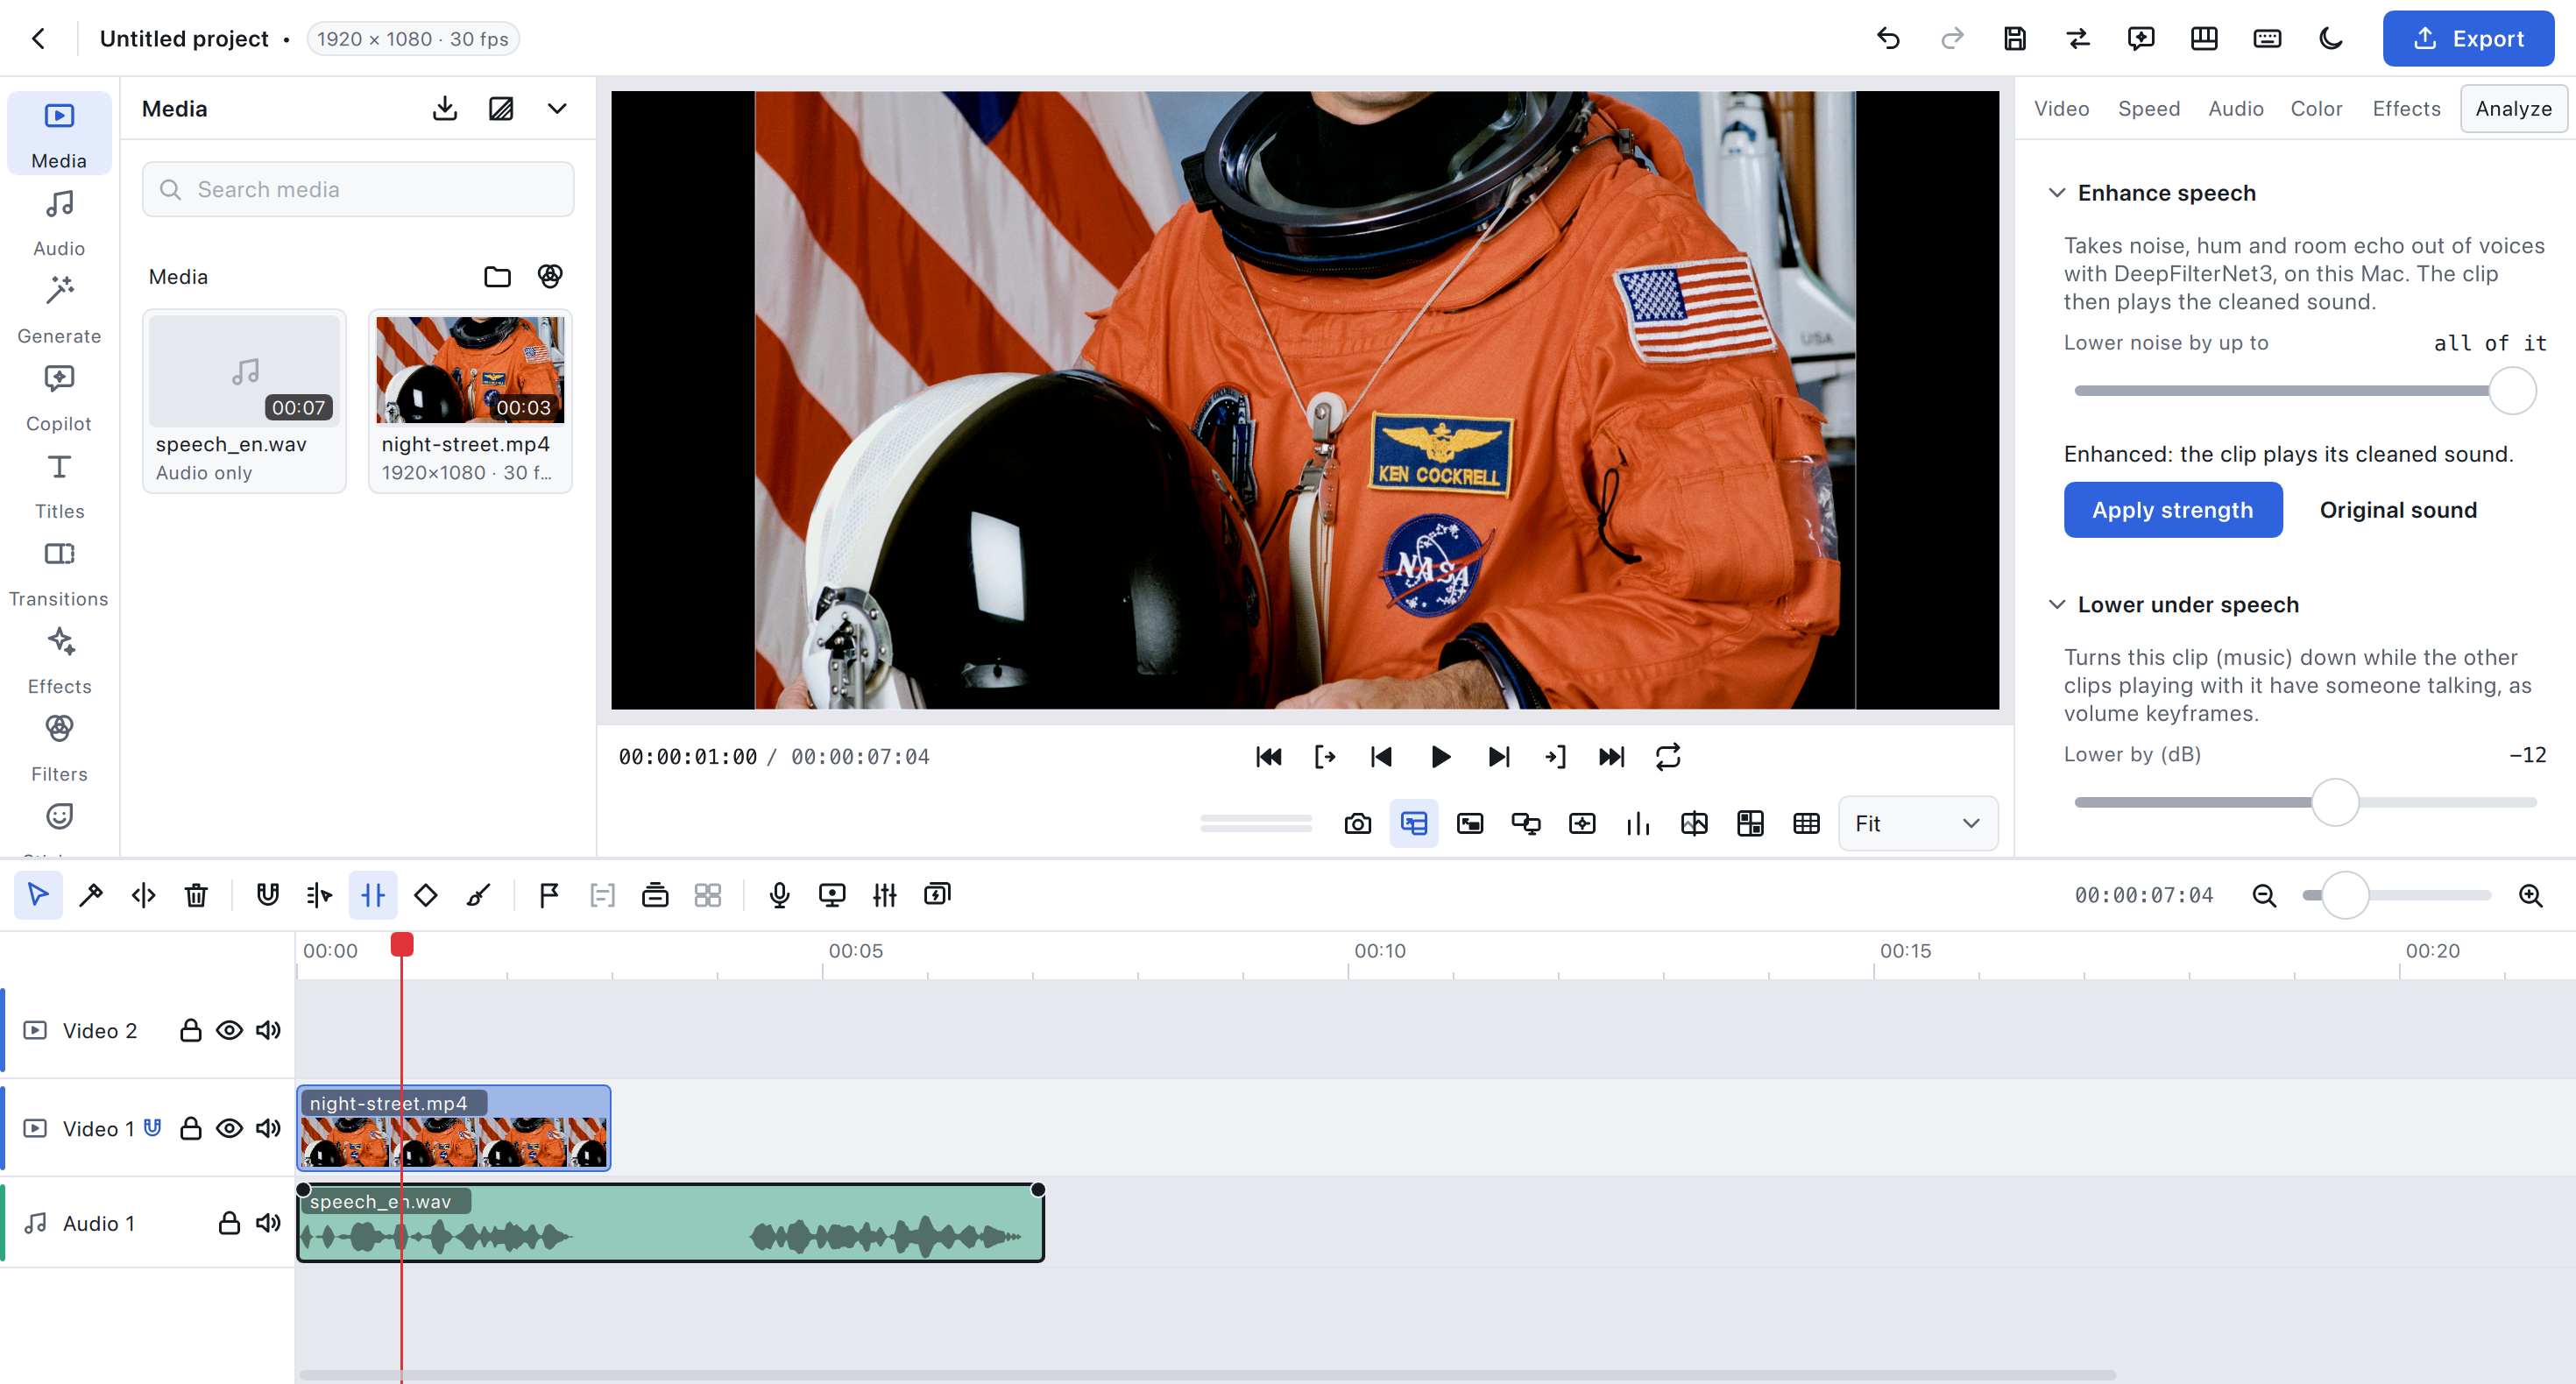 Untitled project • 1920 × 1080 · 30 fps
Export
Media
Audio
Generate
Copilot
Titles
Transitions
Effects
Filters
Media
Search media
Media
00:07
speech_en.wav
Audio only
00:03
night-street.mp4
1920×1080 · 30 f…
USA
KEN COCKRELL
NASA
00:00:01:00 / 00:00:07:04
Fit
Video Speed Audio Color Effects Analyze
Enhance speech
Takes noise, hum and room echo out of voices
with DeepFilterNet3, on this Mac. The clip
then plays the cleaned sound.
Lower noise by up to all of it
Enhanced: the clip plays its cleaned sound.
Apply strength Original sound
Lower under speech
Turns this clip (music) down while the other
clips playing with it have someone talking, as
volume keyframes.
Lower by (dB) −12
00:00:07:04
00:00 00:05 00:10 00:15 00:20
Video 2
Video 1
night-street.mp4
Audio 1
speech_en.wav